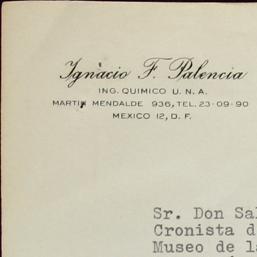 Ignacio F. Palencia
ING. QUIMICO U. N. A.
MARTIN MENDALDE 936, TEL. 23-09-90
MEXICO 12, D. F.
Sr. Don Sal
Cronista d
Museo de la